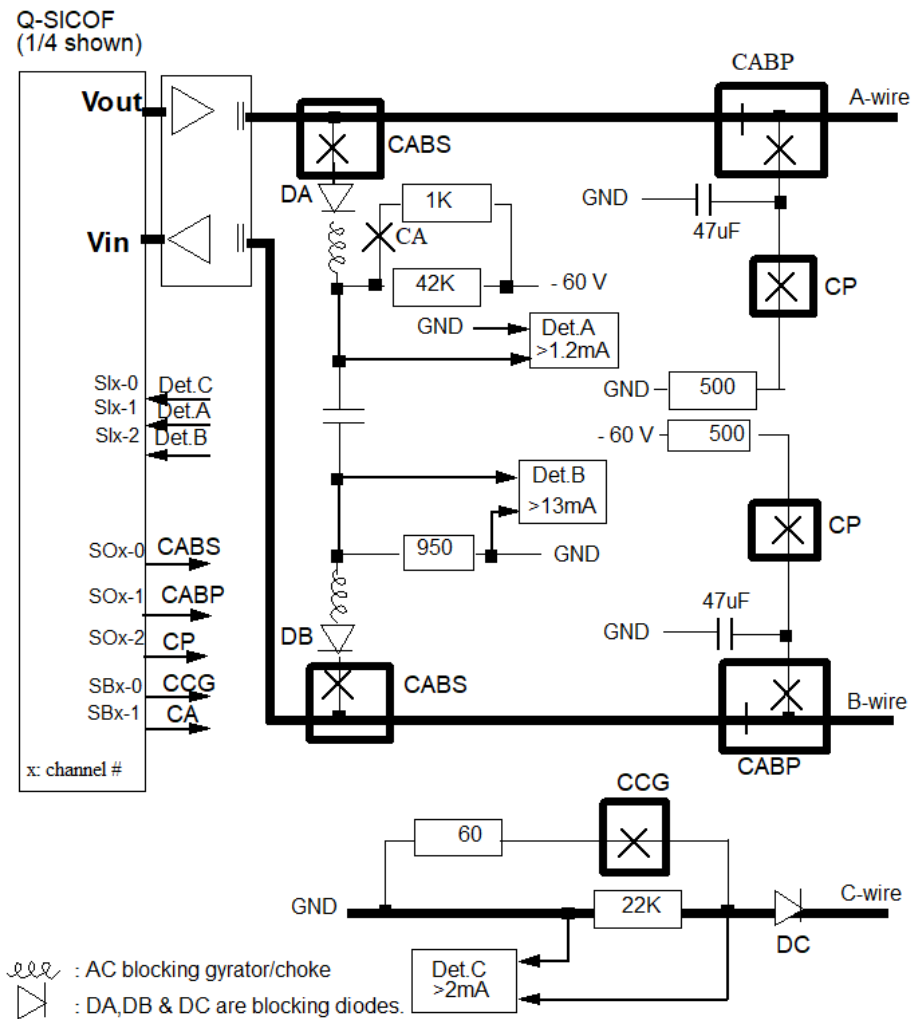 Q-SICOF
(1/4 shown)
CABP
Vout
A-wire
CABS
DA
1K
GND
47uF
CA
Vin
42K
- 60 V
CP
GND
Det.A
>1.2mA
SIx-0
Det.C
GND
500
SIx-1
Det.A
SIx-2
Det.B
- 60 V
500
Det.B
>13mA
CP
SOx-0
CABS
950
GND
SOx-1
CABP
47uF
SOx-2
CP
DB
GND
SBx-0
CCG
CABS
SBx-1
CA
B-wire
x: channel #
CABP
CCG
60
GND
22K
C-wire
DC
: AC blocking gyrator/choke
Det.C
>2mA
: DA,DB & DC are blocking diodes.